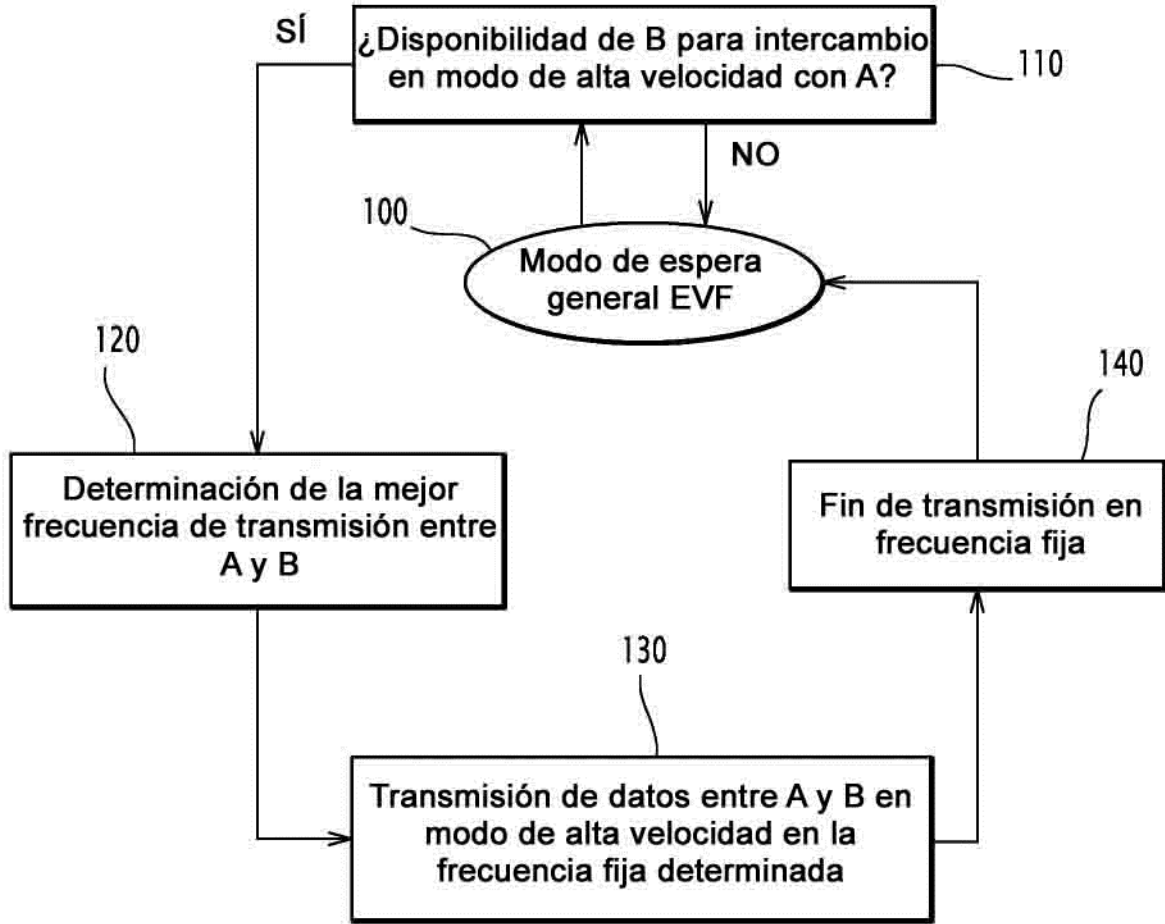 SÍ
¿Disponibilidad de B para intercambio
en modo de alta velocidad con A?
110
NO
100
Modo de espera
general EVF
120
140
Determinación de la mejor
frecuencia de transmisión entre
A y B
Fin de transmisión en
frecuencia fija
130
Transmisión de datos entre A y B en
modo de alta velocidad en la
frecuencia fija determinada